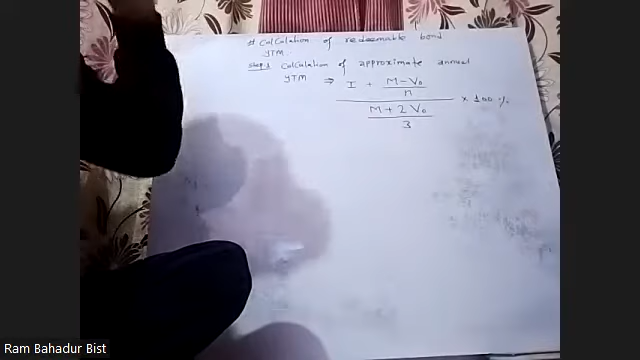 # Calculation of redeemable bond
YTM.
step 1 Calculation of approximate annual
YTM ⇒ I + M - V₀ / n
M + 2 V₀ / 3 × 100 %
Ram Bahadur Bist